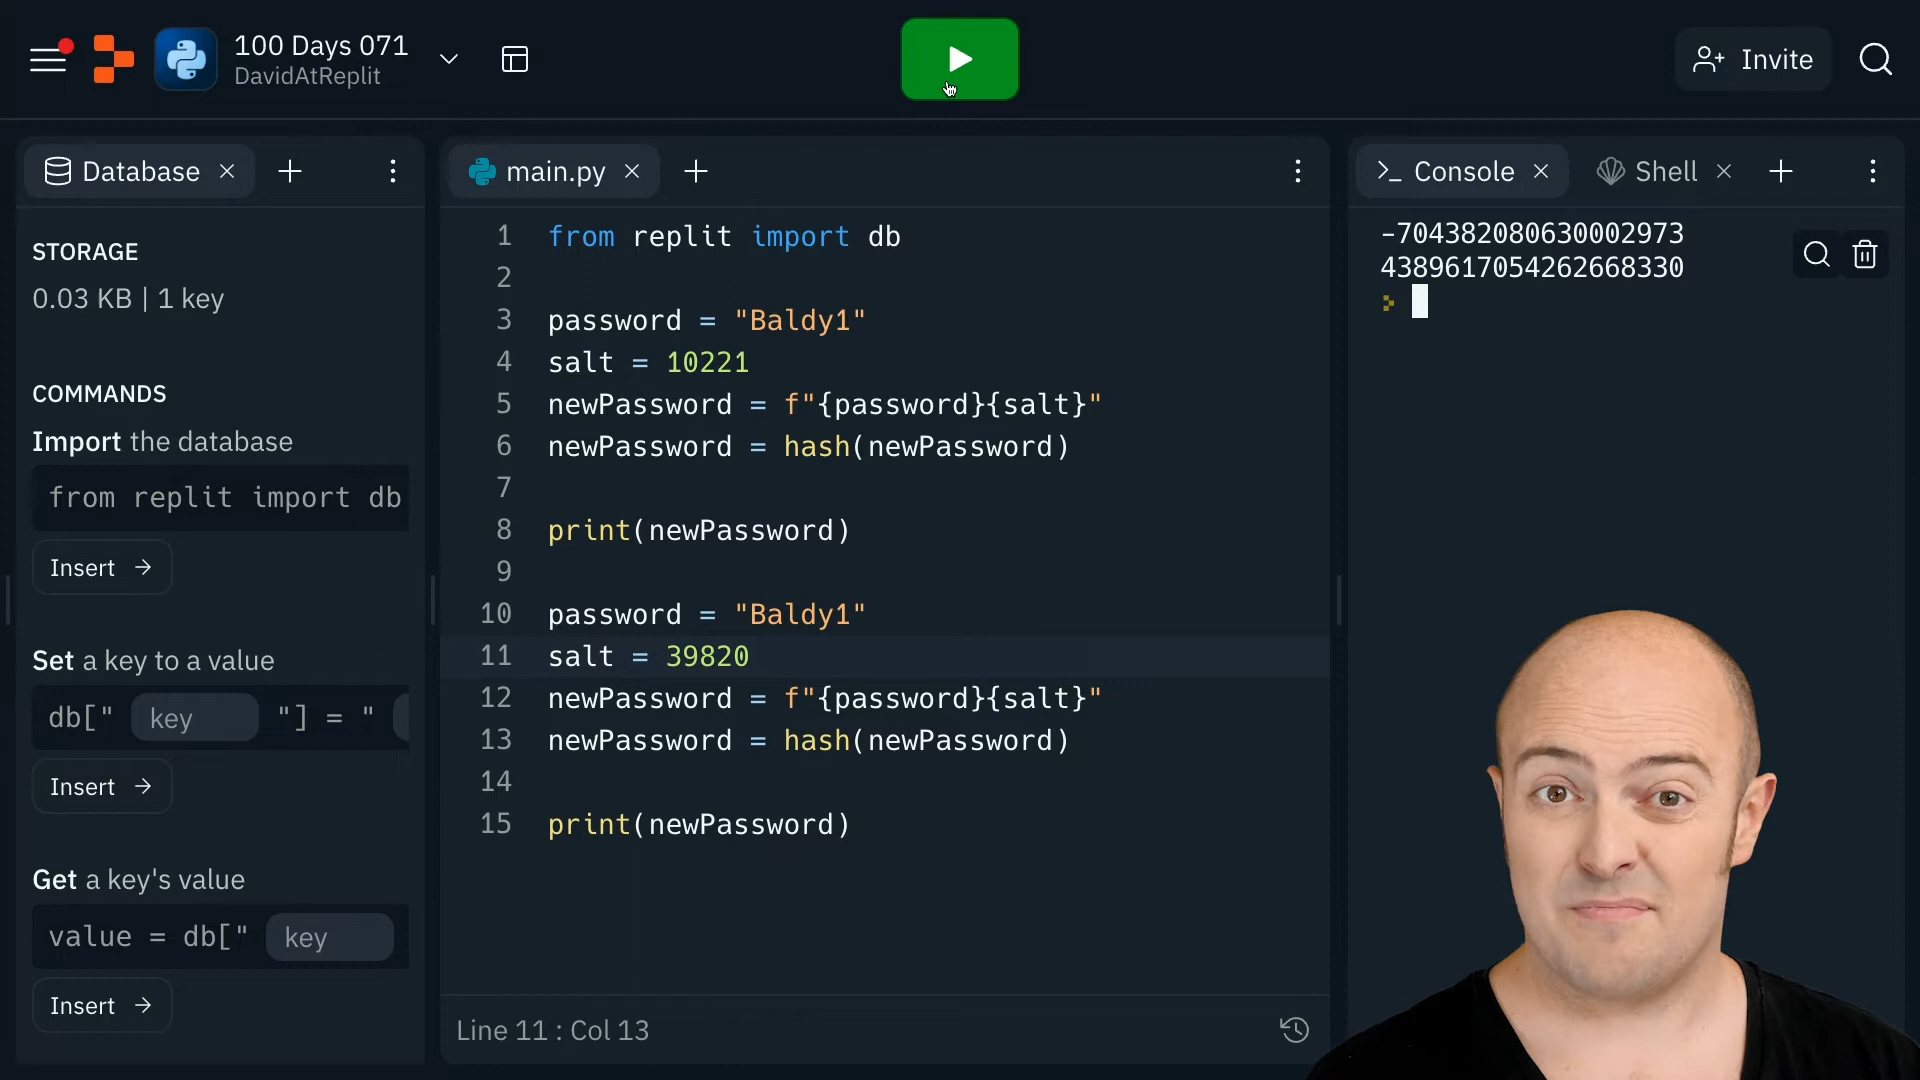 100 Days 071
DavidAtReplit
Invite
Database
STORAGE
0.03 KB | 1 key
COMMANDS
Import the database
from replit import db
Insert →
Set a key to a value
db[" key "] = "
Insert →
Get a key's value
value = db[" key
Insert →
main.py
1 from replit import db
2
3 password = "Baldy1"
4 salt = 10221
5 newPassword = f"{password}{salt}"
6 newPassword = hash(newPassword)
7
8 print(newPassword)
9
10 password = "Baldy1"
11 salt = 39820
12 newPassword = f"{password}{salt}"
13 newPassword = hash(newPassword)
14
15 print(newPassword)
Line 11 : Col 13
Console
Shell
-704382080630002973
4389617054262668330